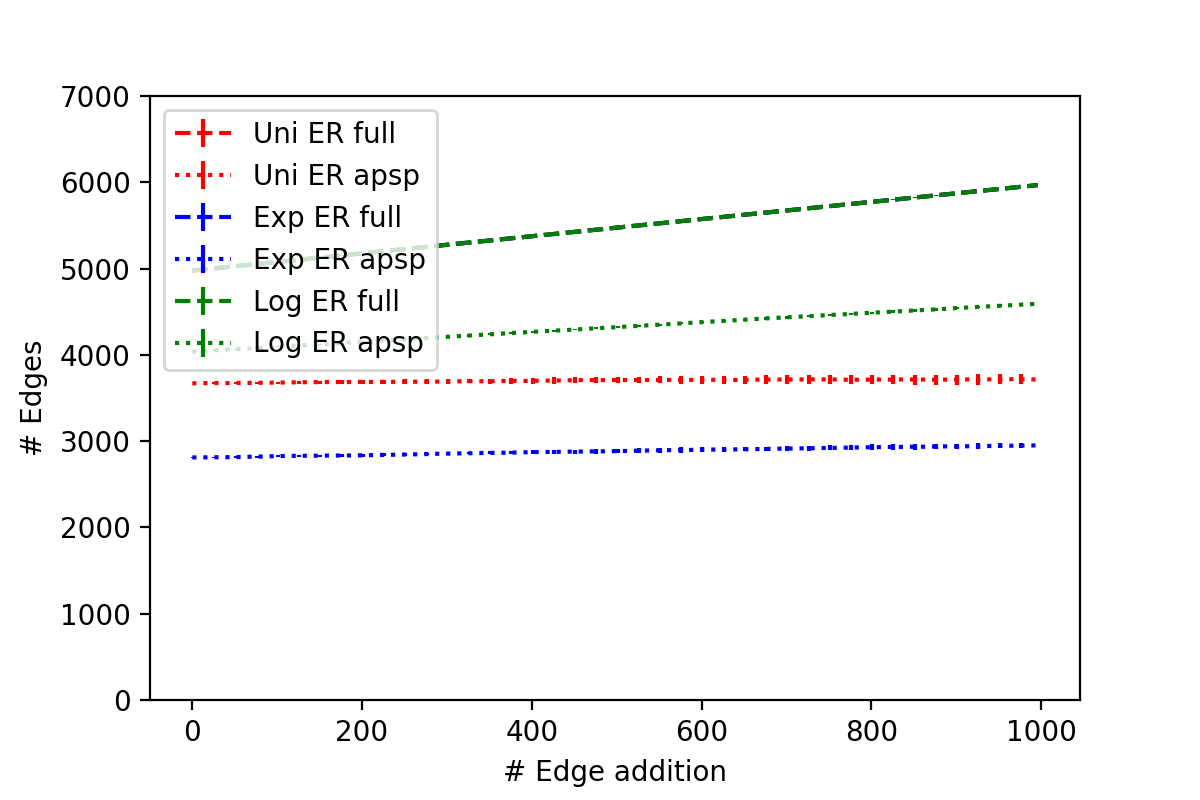 7000
6000
5000
4000
3000
2000
1000
0
# Edges
Uni ER full
Uni ER apsp
Exp ER full
Exp ER apsp
Log ER full
Log ER apsp
0 200 400 600 800 1000
# Edge addition